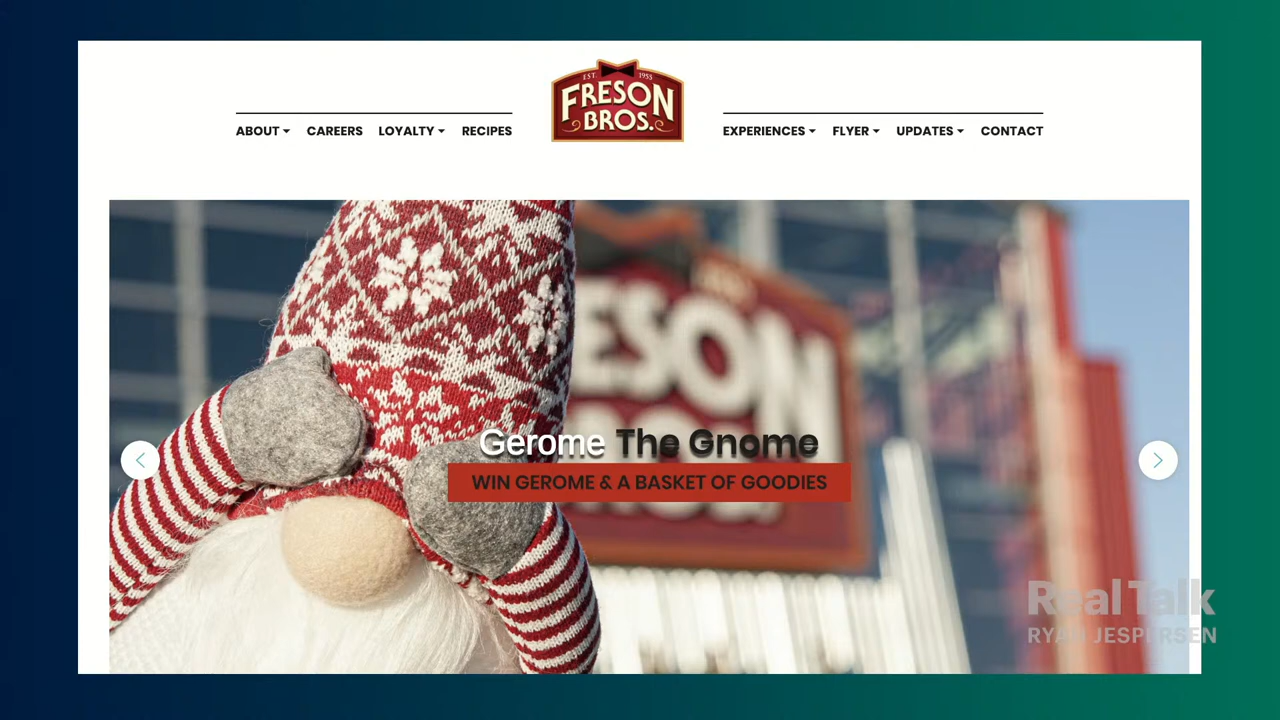 EST. 1955
FRESON
BROS.
ABOUT CAREERS LOYALTY RECIPES
EXPERIENCES FLYER UPDATES CONTACT
ESON
Gerome The Gnome
WIN GEROME & A BASKET OF GOODIES
Real Talk
RYAN JESPERSEN